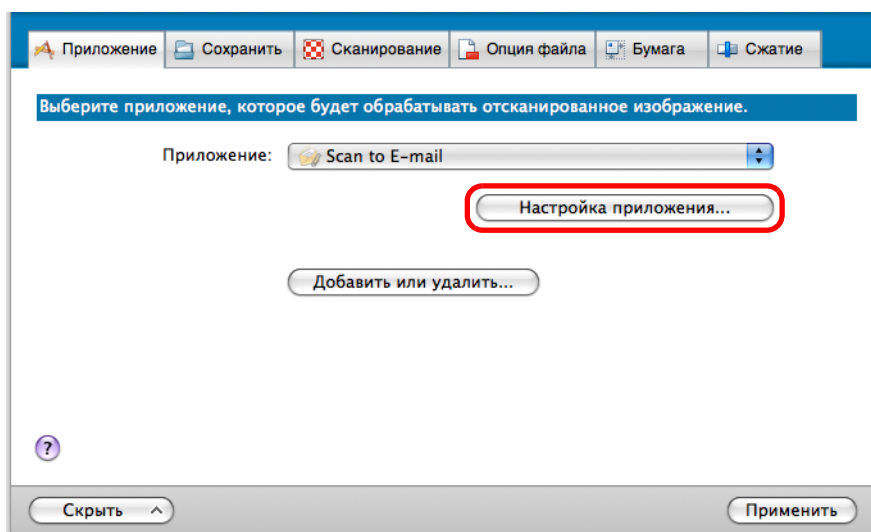 Приложение Сохранить Сканирование Опция файла Бумага Сжатие
Выберите приложение, которое будет обрабатывать отсканированное изображение.
Приложение: Scan to E-mail
Настройка приложения...
Добавить или удалить...
?
Скрыть Применить